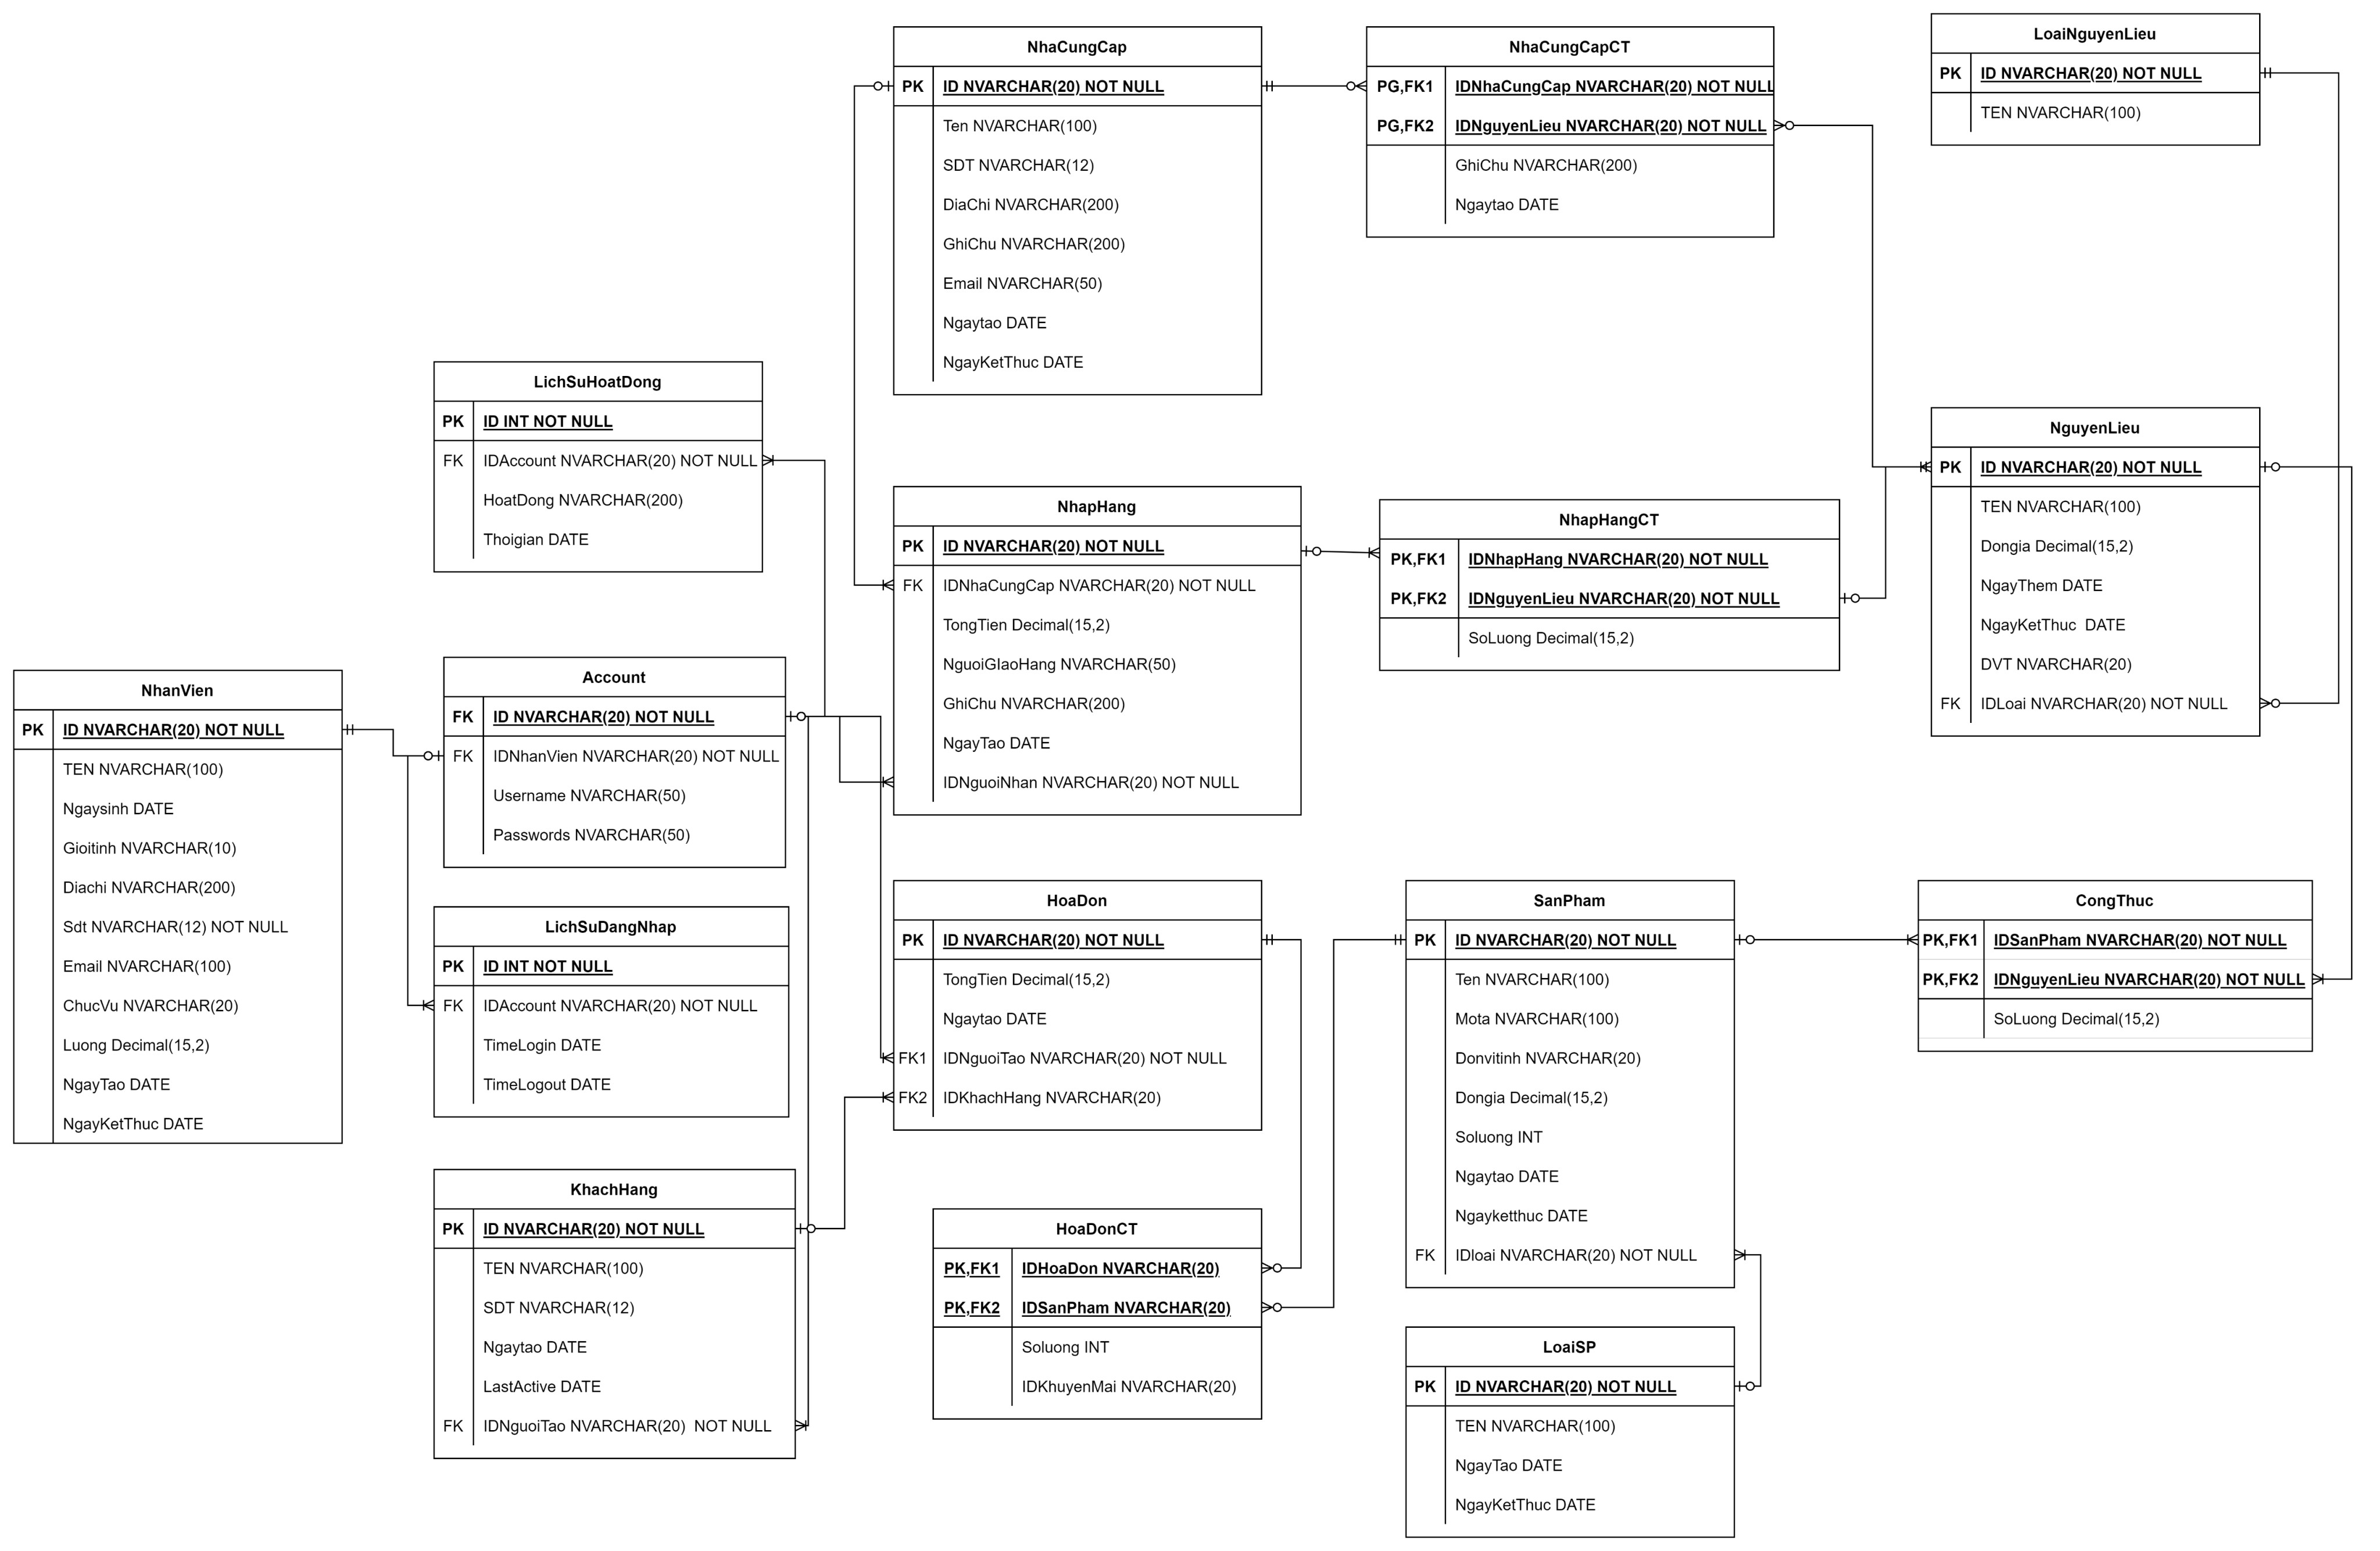 NhaCungCap
PK ID NVARCHAR(20) NOT NULL
Ten NVARCHAR(100)
SDT NVARCHAR(12)
DiaChi NVARCHAR(200)
GhiChu NVARCHAR(200)
Email NVARCHAR(50)
Ngaytao DATE
NgayKetThuc DATE
NhaCungCapCT
PG,FK1 IDNhaCungCap NVARCHAR(20) NOT NULL
PG,FK2 IDNguyenLieu NVARCHAR(20) NOT NULL
GhiChu NVARCHAR(200)
Ngaytao DATE
LoaiNguyenLieu
PK ID NVARCHAR(20) NOT NULL
TEN NVARCHAR(100)
LichSuHoatDong
PK ID INT NOT NULL
FK IDAccount NVARCHAR(20) NOT NULL
HoatDong NVARCHAR(200)
Thoigian DATE
NhapHang
PK ID NVARCHAR(20) NOT NULL
FK IDNhaCungCap NVARCHAR(20) NOT NULL
TongTien Decimal(15,2)
NguoiGIaoHang NVARCHAR(50)
GhiChu NVARCHAR(200)
NgayTao DATE
IDNguoiNhan NVARCHAR(20) NOT NULL
NhapHangCT
PK,FK1 IDNhapHang NVARCHAR(20) NOT NULL
PK,FK2 IDNguyenLieu NVARCHAR(20) NOT NULL
SoLuong Decimal(15,2)
NguyenLieu
PK ID NVARCHAR(20) NOT NULL
TEN NVARCHAR(100)
Dongia Decimal(15,2)
NgayThem DATE
NgayKetThuc  DATE
DVT NVARCHAR(20)
FK IDLoai NVARCHAR(20) NOT NULL
NhanVien
PK ID NVARCHAR(20) NOT NULL
TEN NVARCHAR(100)
Ngaysinh DATE
Gioitinh NVARCHAR(10)
Diachi NVARCHAR(200)
Sdt NVARCHAR(12) NOT NULL
Email NVARCHAR(100)
ChucVu NVARCHAR(20)
Luong Decimal(15,2)
NgayTao DATE
NgayKetThuc DATE
Account
FK ID NVARCHAR(20) NOT NULL
FK IDNhanVien NVARCHAR(20) NOT NULL
Username NVARCHAR(50)
Passwords NVARCHAR(50)
LichSuDangNhap
PK ID INT NOT NULL
FK IDAccount NVARCHAR(20) NOT NULL
TimeLogin DATE
TimeLogout DATE
KhachHang
PK ID NVARCHAR(20) NOT NULL
TEN NVARCHAR(100)
SDT NVARCHAR(12)
Ngaytao DATE
LastActive DATE
FK IDNguoiTao NVARCHAR(20)  NOT NULL
HoaDon
PK ID NVARCHAR(20) NOT NULL
TongTien Decimal(15,2)
Ngaytao DATE
FK1 IDNguoiTao NVARCHAR(20) NOT NULL
FK2 IDKhachHang NVARCHAR(20)
HoaDonCT
PK,FK1 IDHoaDon NVARCHAR(20)
PK,FK2 IDSanPham NVARCHAR(20)
Soluong INT
IDKhuyenMai NVARCHAR(20)
SanPham
PK ID NVARCHAR(20) NOT NULL
Ten NVARCHAR(100)
Mota NVARCHAR(100)
Donvitinh NVARCHAR(20)
Dongia Decimal(15,2)
Soluong INT
Ngaytao DATE
Ngayketthuc DATE
FK IDloai NVARCHAR(20) NOT NULL
LoaiSP
PK ID NVARCHAR(20) NOT NULL
TEN NVARCHAR(100)
NgayTao DATE
NgayKetThuc DATE
CongThuc
PK,FK1 IDSanPham NVARCHAR(20) NOT NULL
PK,FK2 IDNguyenLieu NVARCHAR(20) NOT NULL
SoLuong Decimal(15,2)